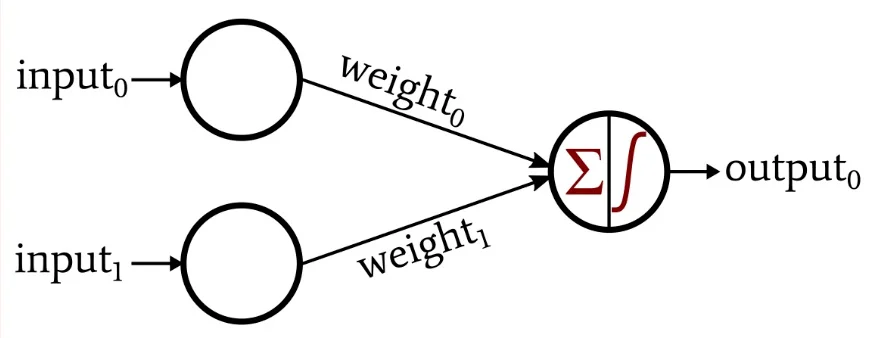 input₀
weight₀
Σ ∫
output₀
input₁
weight₁